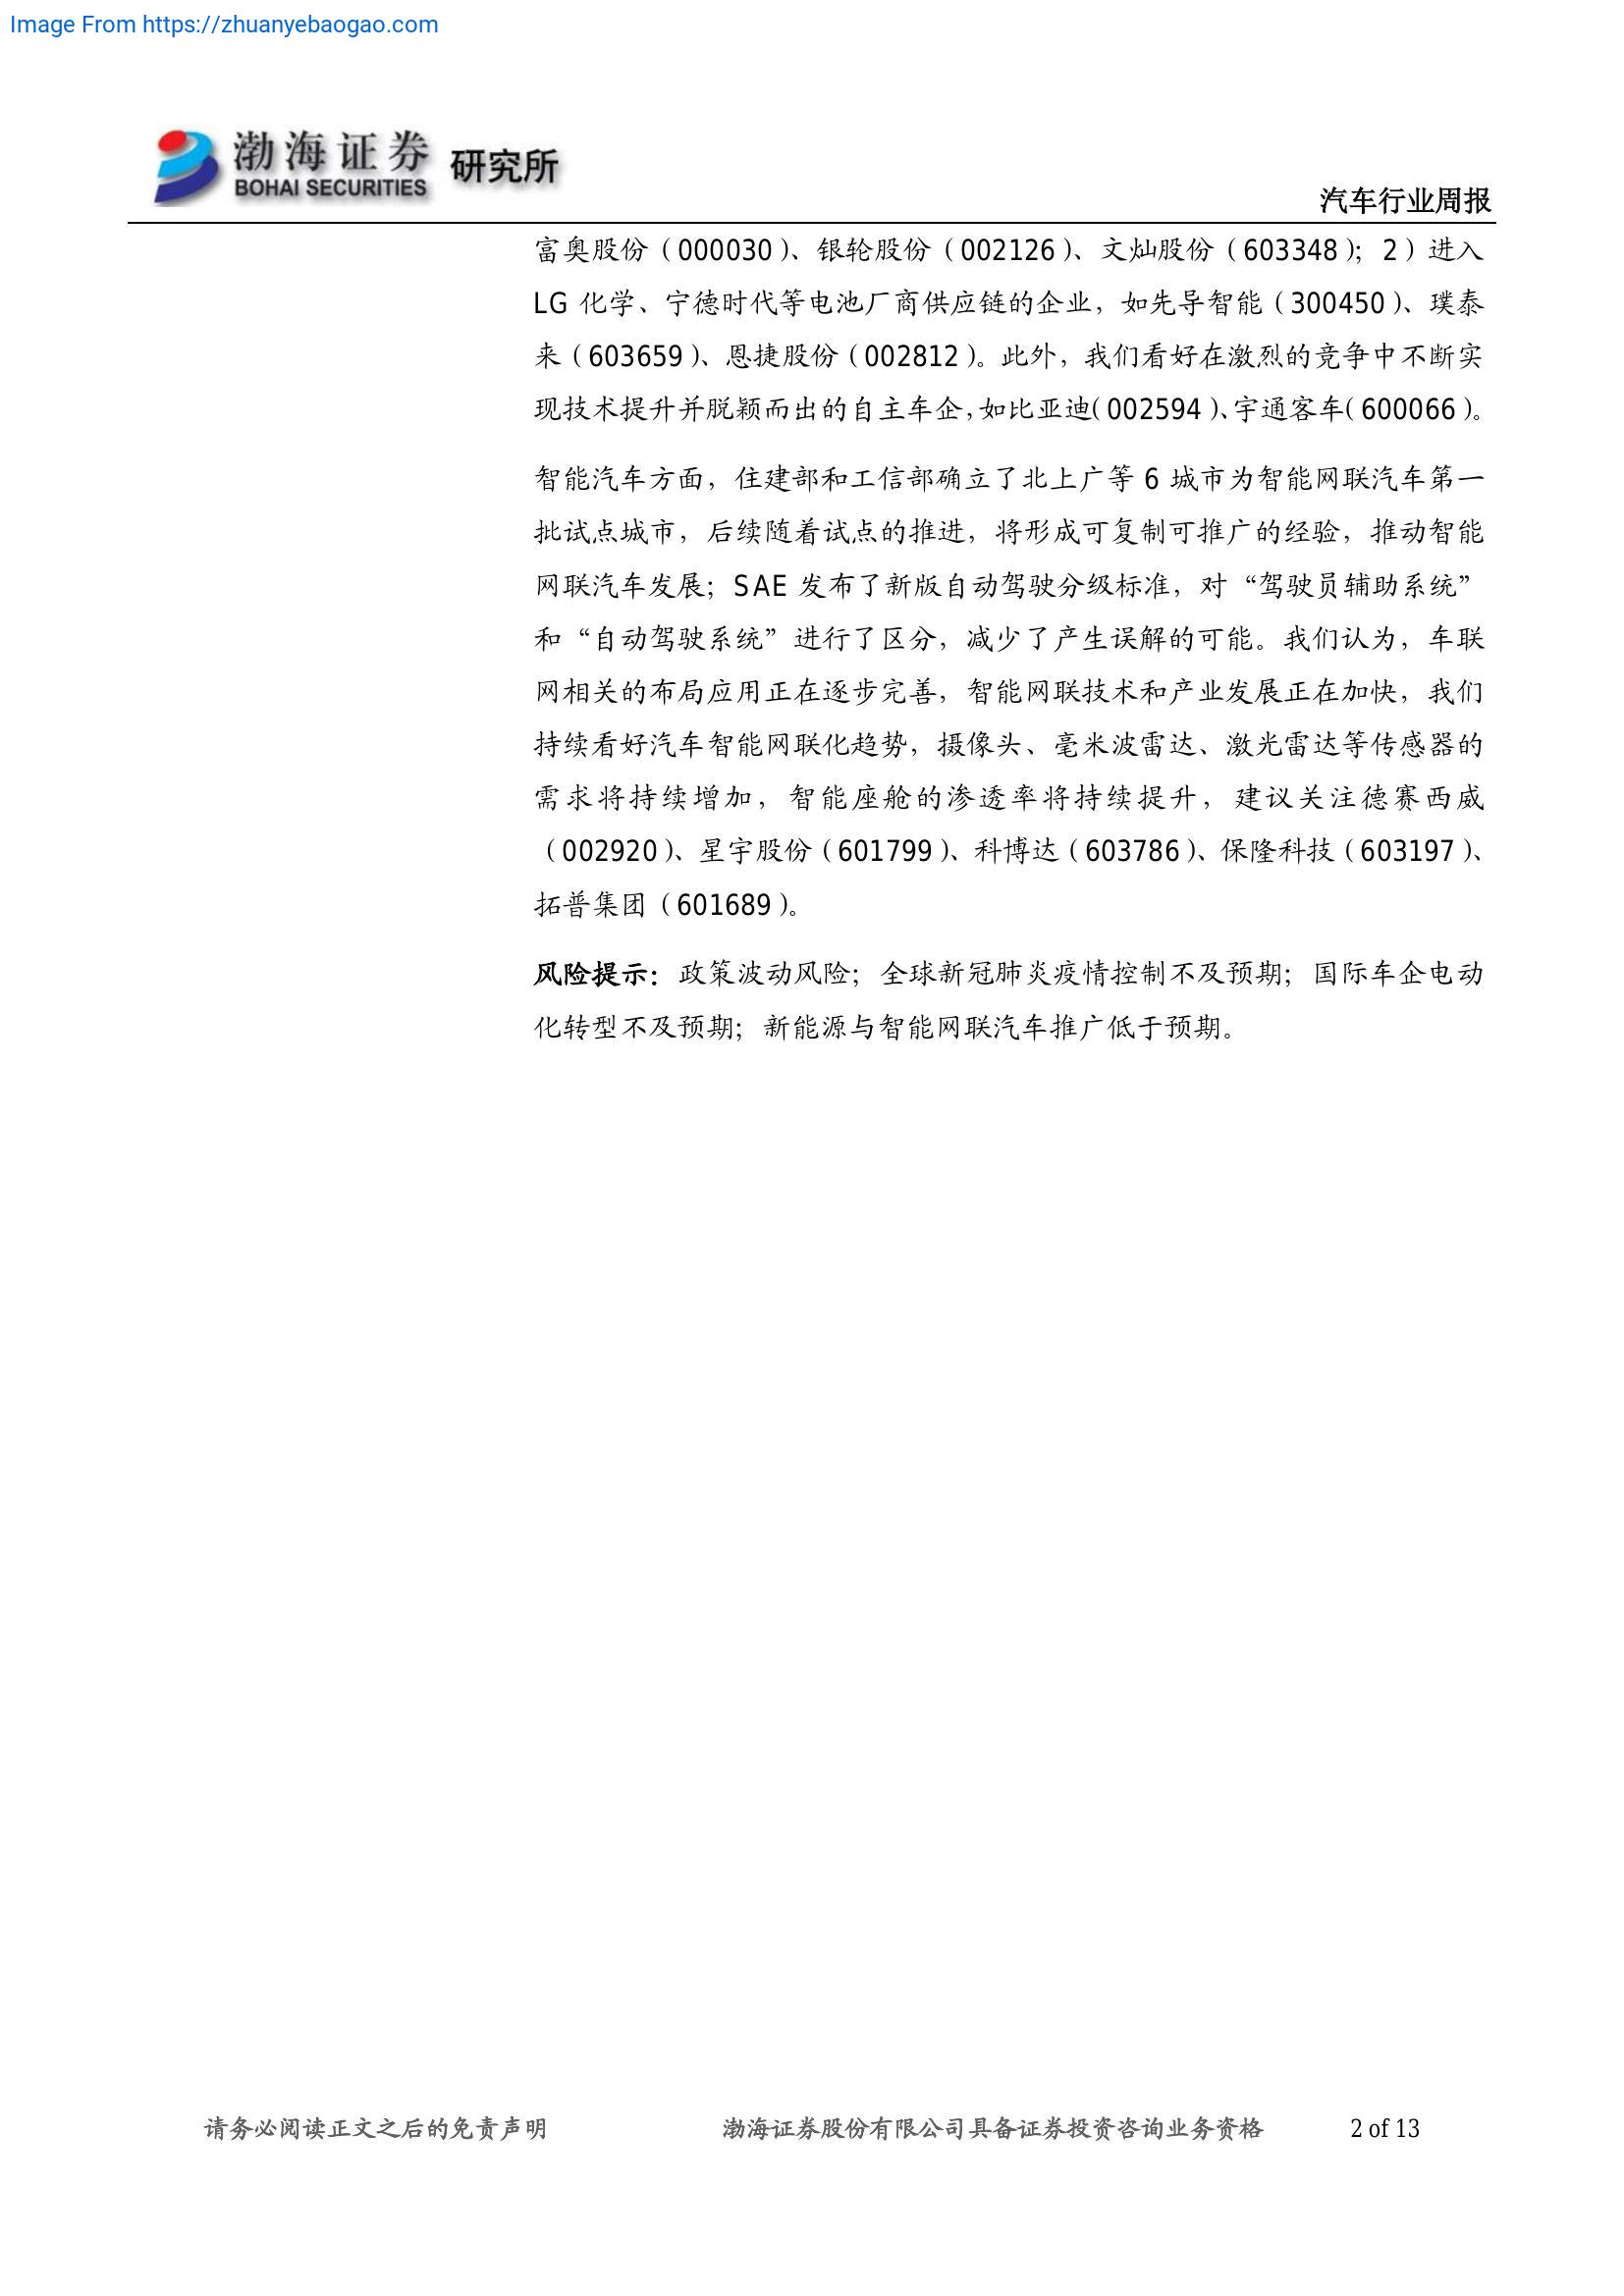 Image From https://zhuanyebaogao.com
渤海证券 研究所
BOHAI SECURITIES
汽车行业周报
富奥股份（000030）、银轮股份（002126）、文灿股份（603348）；2）进入
LG 化学、宁德时代等电池厂商供应链的企业，如先导智能（300450）、璞泰
来（603659）、恩捷股份（002812）。此外，我们看好在激烈的竞争中不断实
现技术提升并脱颖而出的自主车企，如比亚迪（002594）、宇通客车（600066）。
智能汽车方面，住建部和工信部确立了北上广等 6 城市为智能网联汽车第一
批试点城市，后续随着试点的推进，将形成可复制可推广的经验，推动智能
网联汽车发展；SAE 发布了新版自动驾驶分级标准，对“驾驶员辅助系统”
和“自动驾驶系统”进行了区分，减少了产生误解的可能。我们认为，车联
网相关的布局应用正在逐步完善，智能网联技术和产业发展正在加快，我们
持续看好汽车智能网联化趋势，摄像头、毫米波雷达、激光雷达等传感器的
需求将持续增加，智能座舱的渗透率将持续提升，建议关注德赛西威
（002920）、星宇股份（601799）、科博达（603786）、保隆科技（603197）、
拓普集团（601689）。
风险提示：政策波动风险；全球新冠肺炎疫情控制不及预期；国际车企电动
化转型不及预期；新能源与智能网联汽车推广低于预期。
请务必阅读正文之后的免责声明 渤海证券股份有限公司具备证券投资咨询业务资格 2 of 13